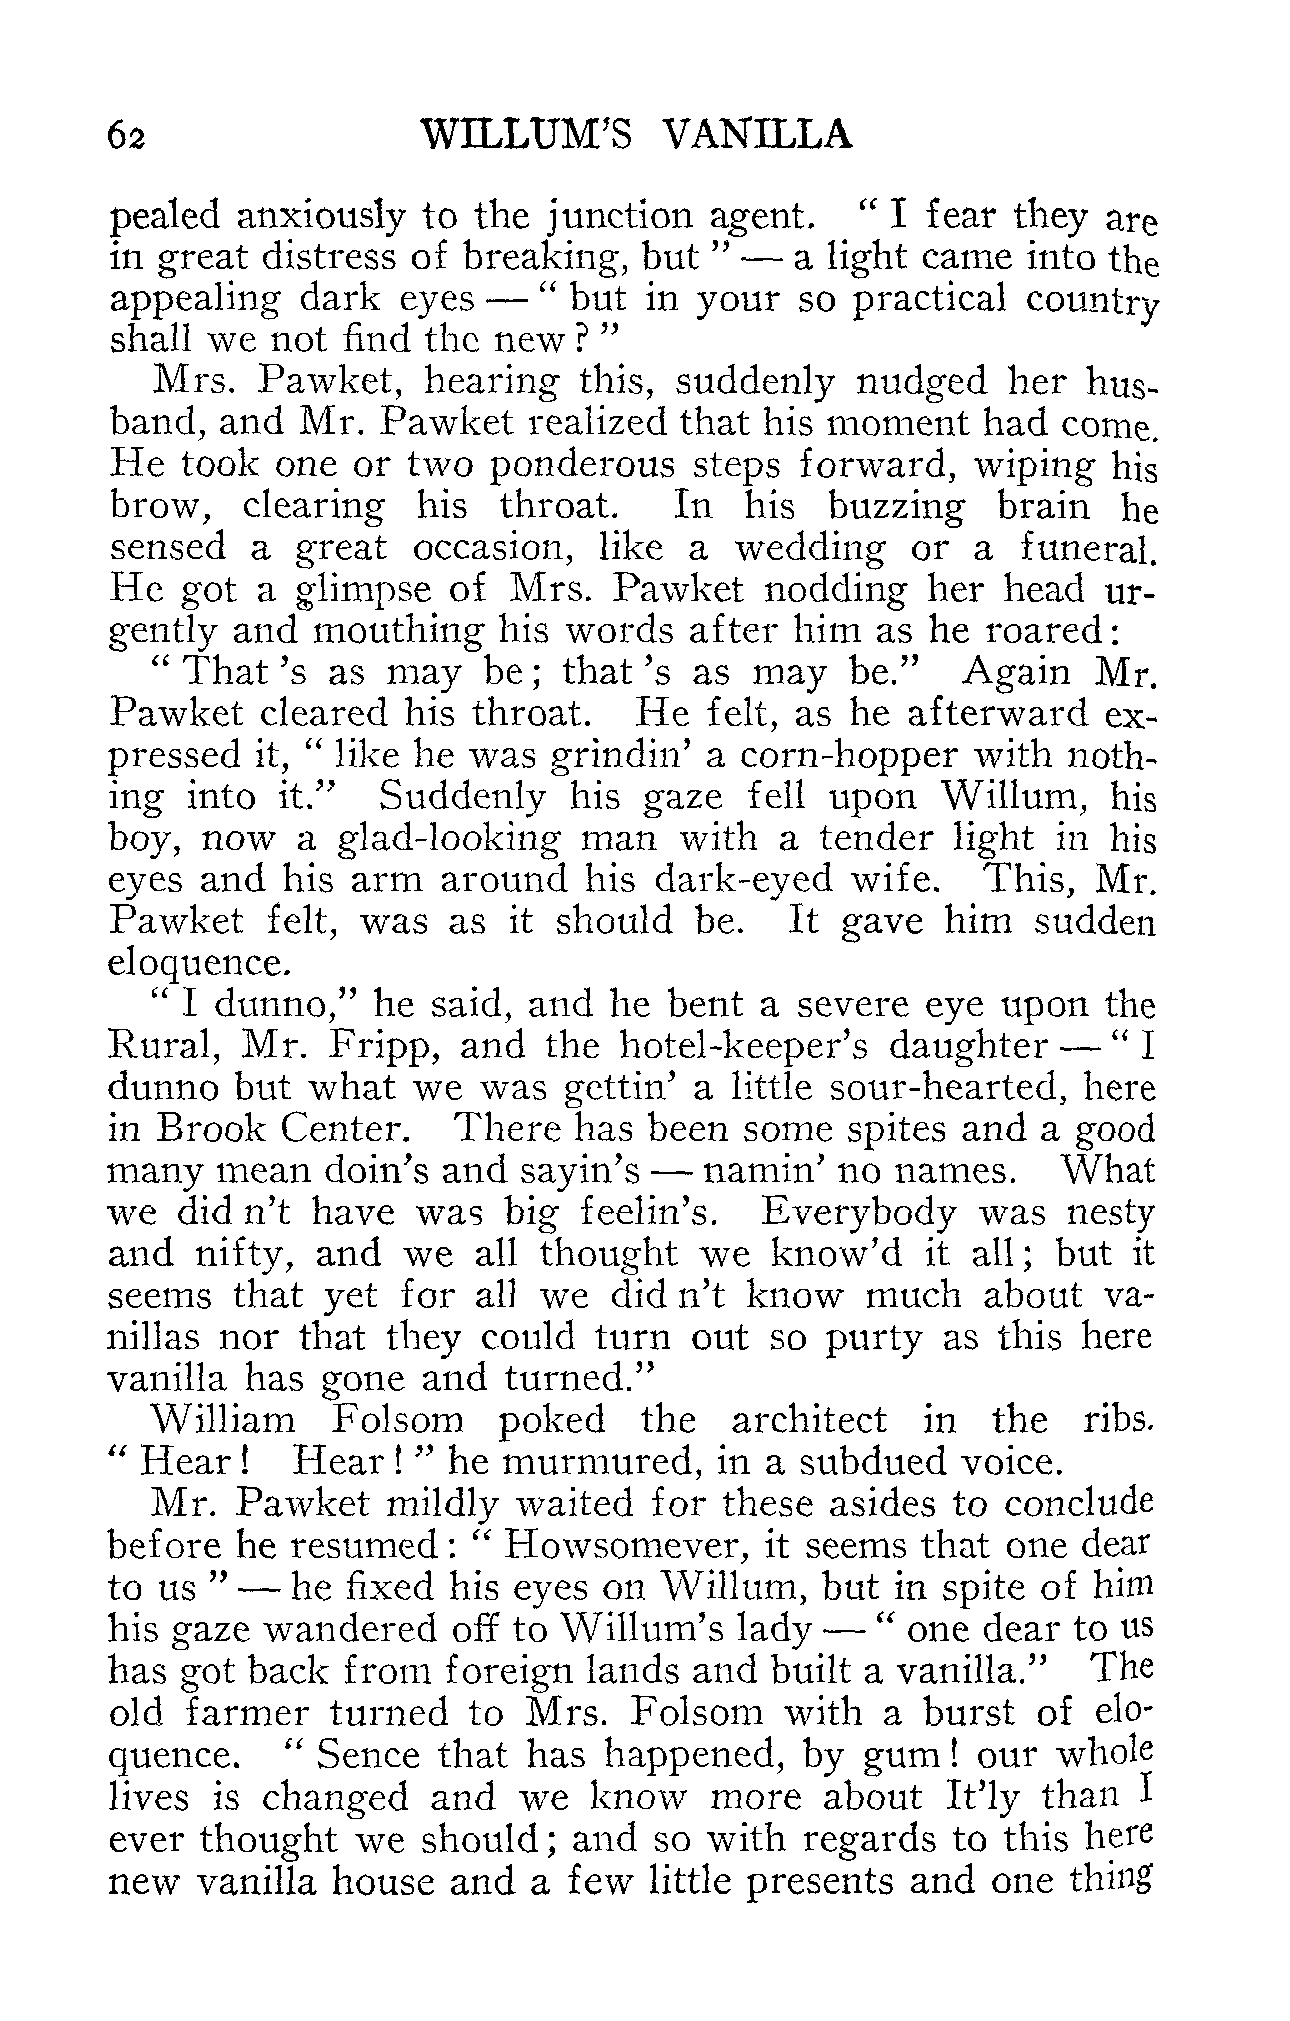 62 WILLUM'S VANILLA
pealed anxiously to the junction agent. " I fear they are
in great distress of breaking, but " — a light came into the
appealing dark eyes — " but in your so practical country
shall we not find the new ? "
Mrs. Pawket, hearing this, suddenly nudged her hus-
band, and Mr. Pawket realized that his moment had come.
He took one or two ponderous steps forward, wiping his
brow, clearing his throat. In his buzzing brain he
sensed a great occasion, like a wedding or a funeral.
He got a glimpse of Mrs. Pawket nodding her head ur-
gently and mouthing his words after him as he roared:
" That 's as may be ; that 's as may be." Again Mr.
Pawket cleared his throat. He felt, as he afterward ex-
pressed it, " like he was grindin' a corn-hopper with noth-
ing into it." Suddenly his gaze fell upon Willum, his
boy, now a glad-looking man with a tender light in his
eyes and his arm around his dark-eyed wife. This, Mr.
Pawket felt, was as it should be. It gave him sudden
eloquence.
" I dunno," he said, and he bent a severe eye upon the
Rural, Mr. Fripp, and the hotel-keeper's daughter — " I
dunno but what we was gettin' a little sour-hearted, here
in Brook Center. There has been some spites and a good
many mean doin's and sayin's — namin' no names. What
we did n't have was big feelin's. Everybody was nesty
and nifty, and we all thought we know'd it all ; but it
seems that yet for all we did n't know much about va-
nillas nor that they could turn out so purty as this here
vanilla has gone and turned."
William Folsom poked the architect in the ribs.
" Hear ! Hear ! " he murmured, in a subdued voice.
Mr. Pawket mildly waited for these asides to conclude
before he resumed : " Howsomever, it seems that one dear
to us " — he fixed his eyes on Willum, but in spite of him
his gaze wandered off to Willum's lady — " one dear to us
has got back from foreign lands and built a vanilla." The
old farmer turned to Mrs. Folsom with a burst of elo-
quence. " Sence that has happened, by gum ! our whole
lives is changed and we know more about It'ly than I
ever thought we should ; and so with regards to this here
new vanilla house and a few little presents and one thing